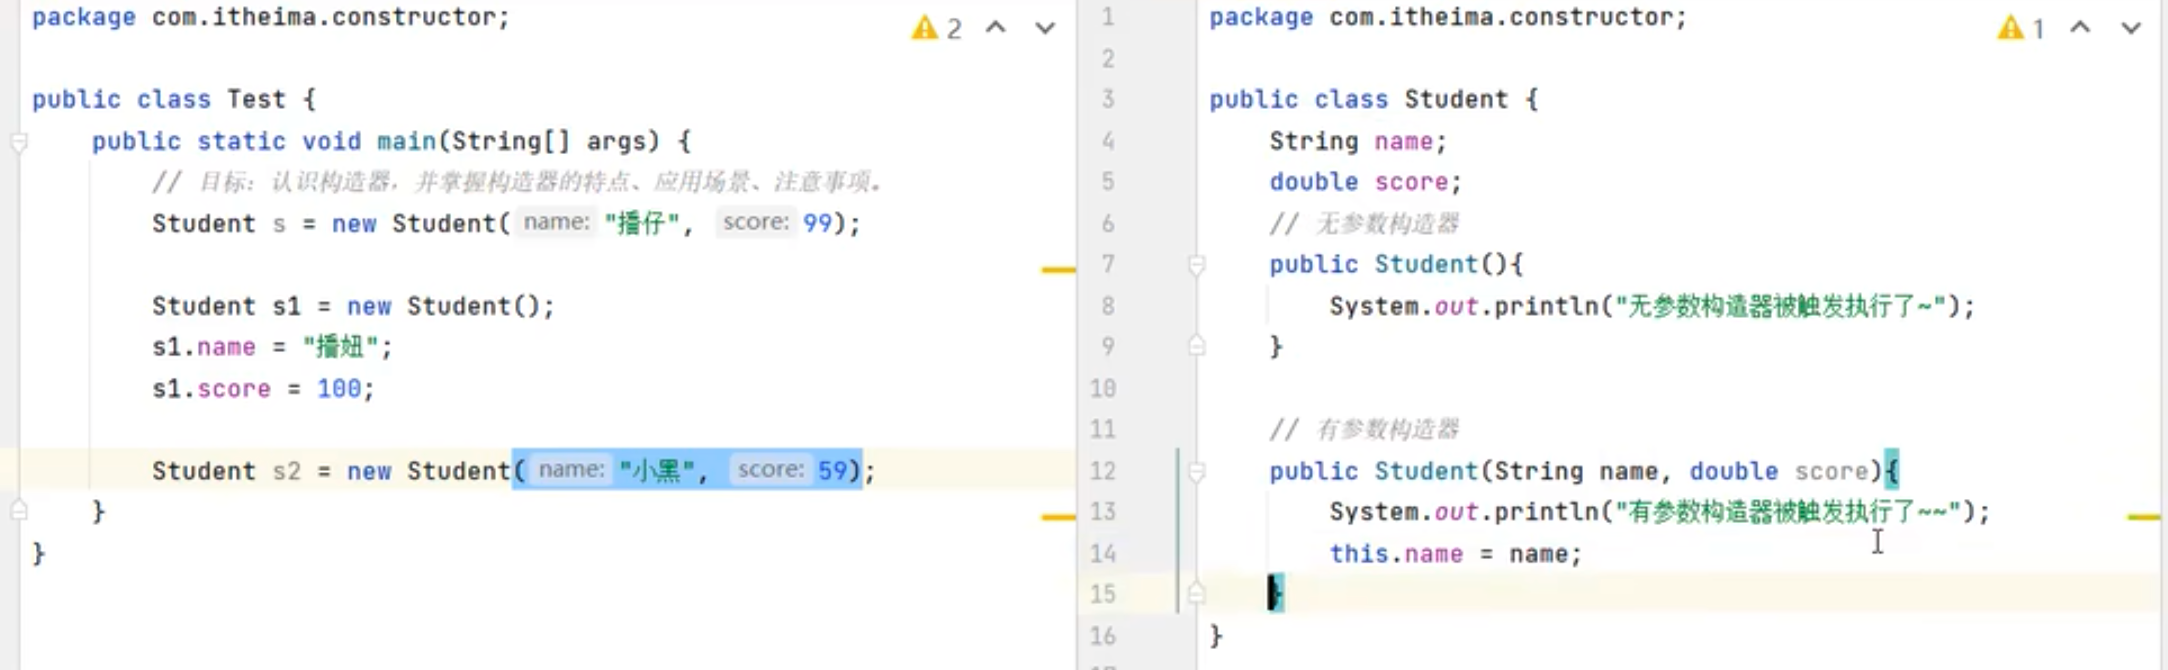 package com.itheima.constructor;
2
public class Test {
public static void main(String[] args) {
// 目标：认识构造器，并掌握构造器的特点、应用场景、注意事项。
Student s = new Student( name: "播仔", score: 99);
Student s1 = new Student();
s1.name = "播妞";
s1.score = 100;
Student s2 = new Student( name: "小黑", score: 59);
}
}
1 package com.itheima.constructor;
1
2
3 public class Student {
4 String name;
5 double score;
6 // 无参数构造器
7 public Student(){
8 System.out.println("无参数构造器被触发执行了~");
9 }
10
11 // 有参数构造器
12 public Student(String name, double score){
13 System.out.println("有参数构造器被触发执行了~~");
14 this.name = name;
15 }
16 }